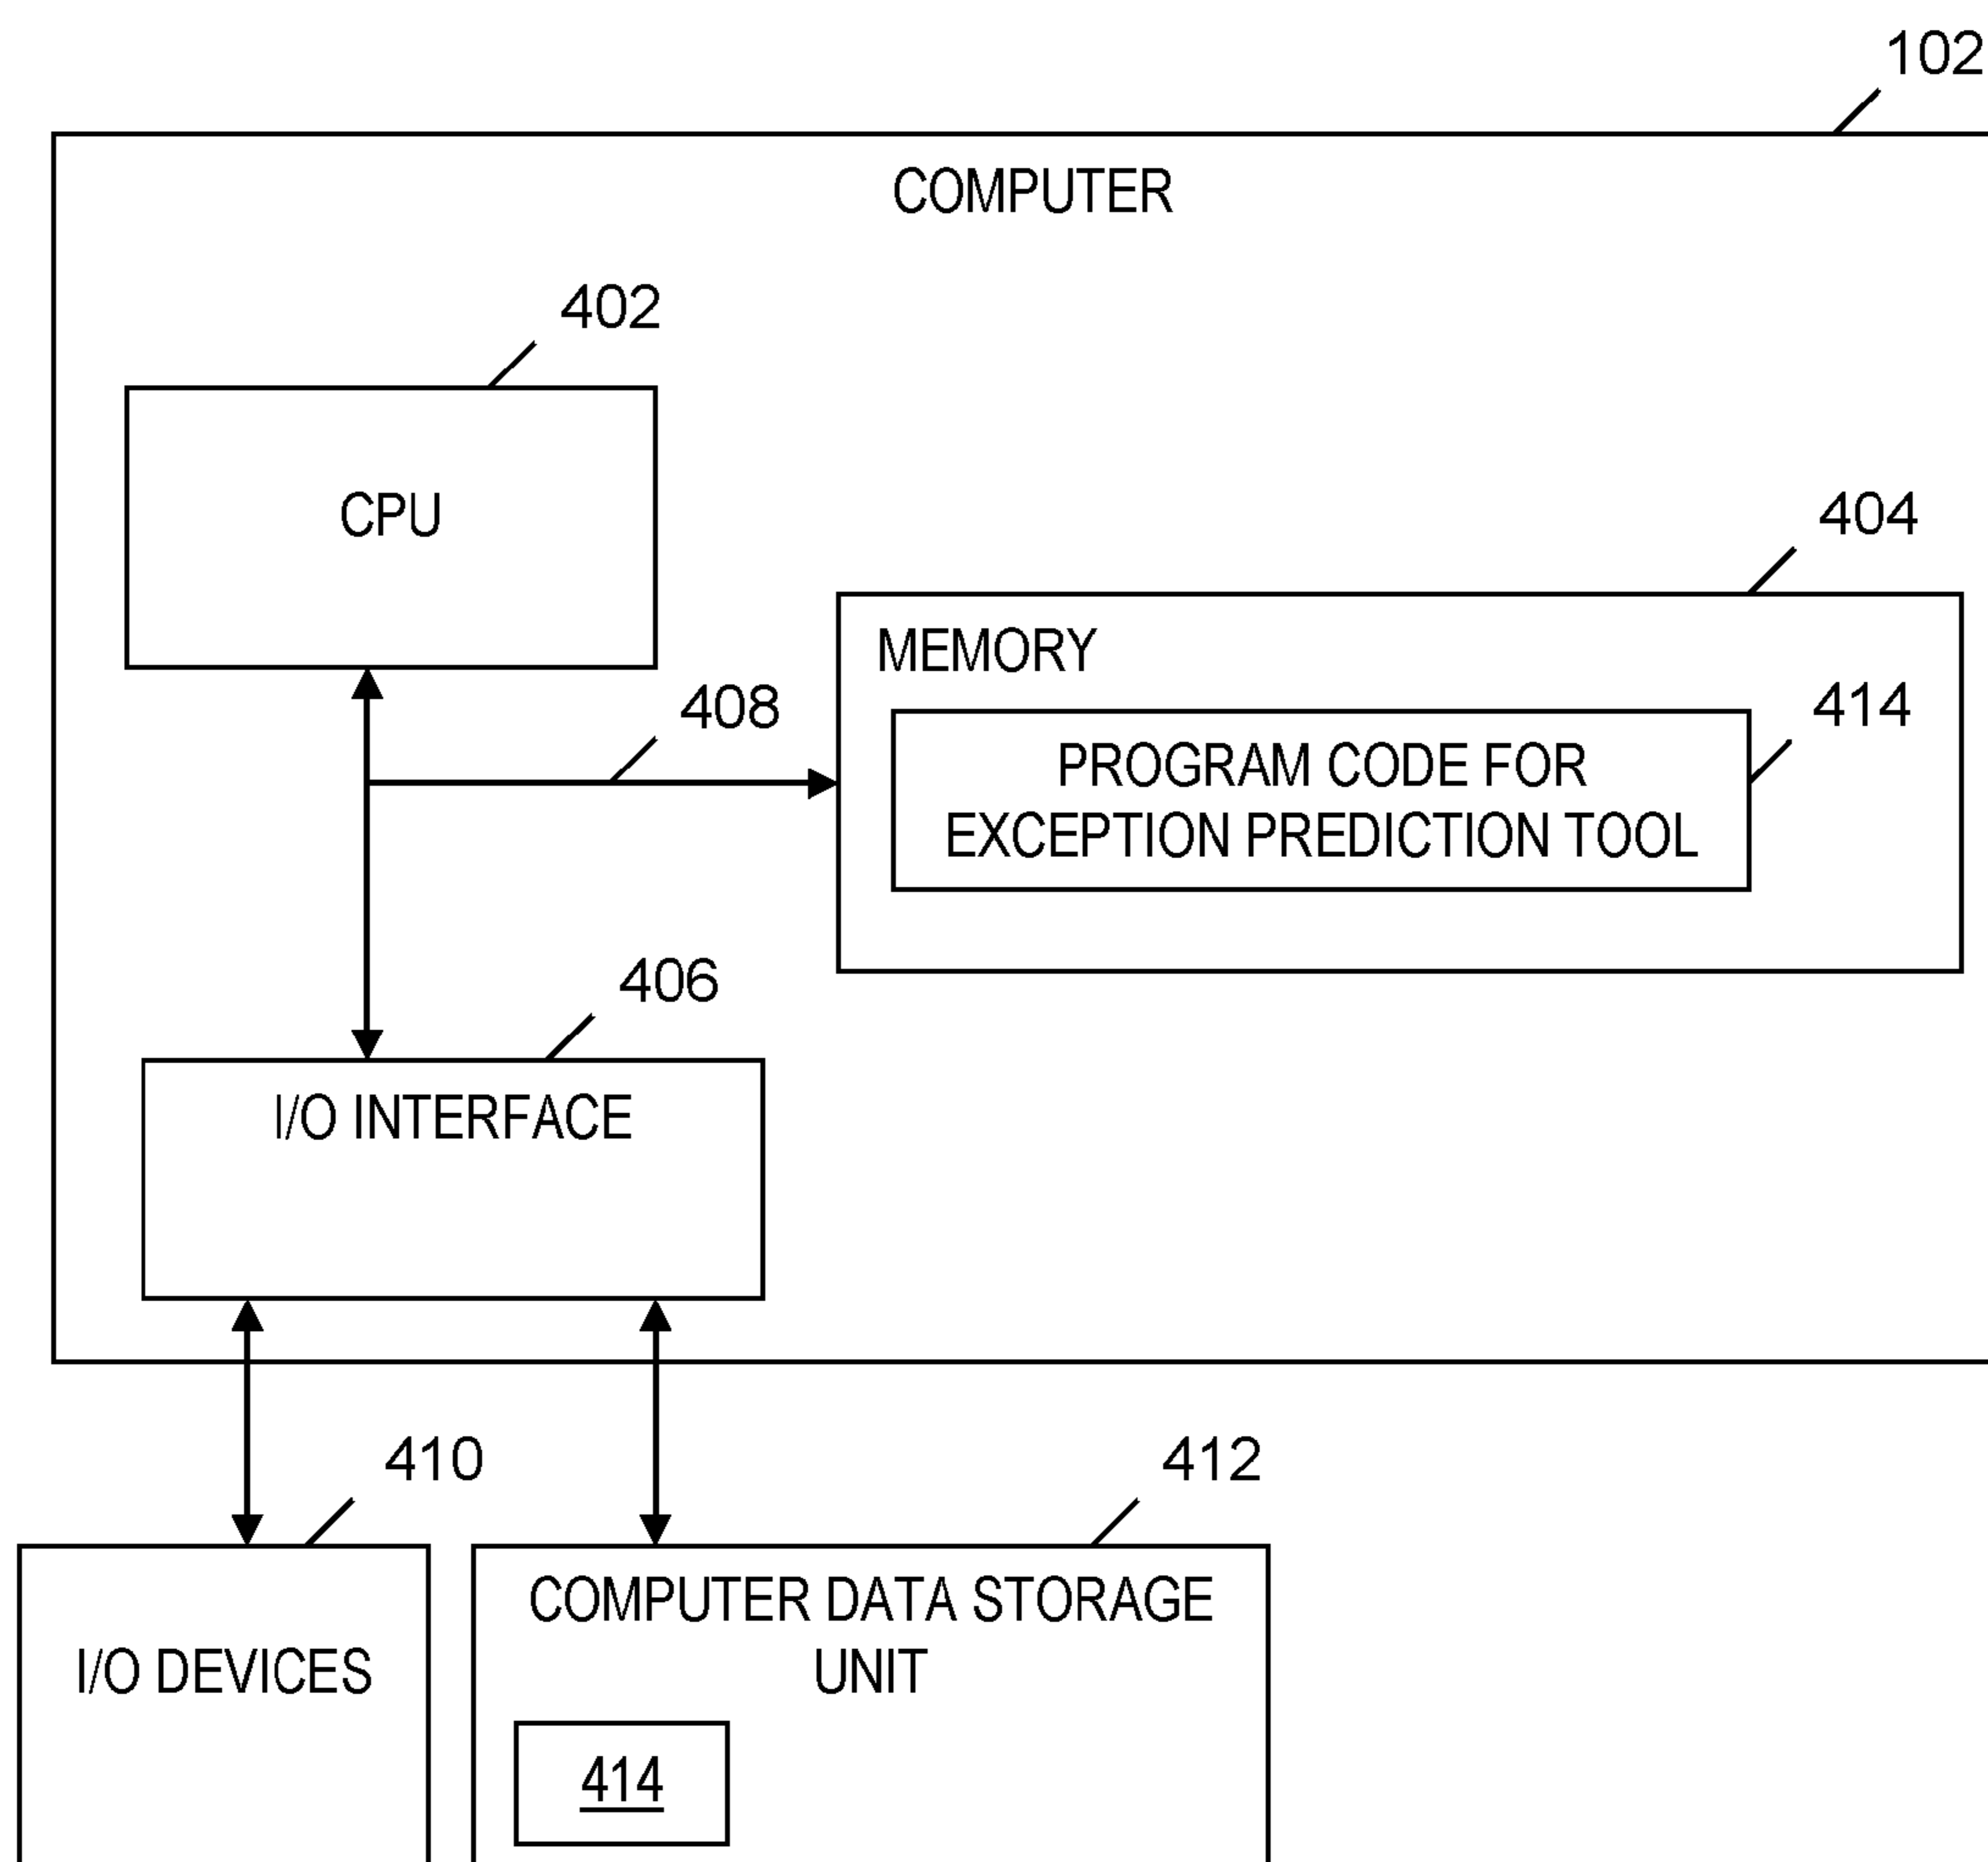 102
COMPUTER
402
CPU
404
MEMORY
408
414
PROGRAM CODE FOR
EXCEPTION PREDICTION TOOL
406
I/O INTERFACE
410
412
COMPUTER DATA STORAGE
UNIT
I/O DEVICES
414